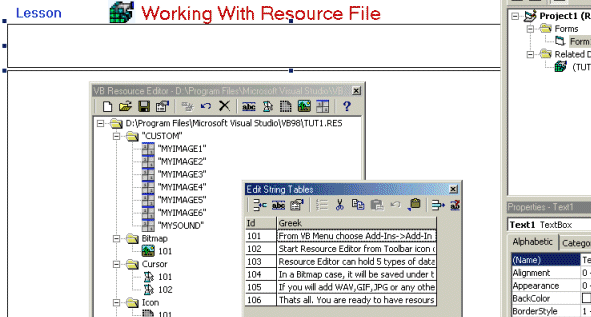 Lesson
Working With Resource File
VB Resource Editor - D:\Program Files\Microsoft Visual Studio\VB
D:\Program Files\Microsoft Visual Studio\VB98\TUT1.RES
"CUSTOM"
"MYIMAGE1"
"MYIMAGE2"
"MYIMAGE3"
"MYIMAGE4"
"MYIMAGE5"
"MYIMAGE6"
"MYSOUND"
Bitmap
101
Cursor
101
102
Icon
101
Edit String Tables
Id Greek
101 From VB Menu choose Add-Ins->Add-In
102 Start Resource Editor from Toolbar icon
103 Resource Editor can hold 5 types of data
104 In a Bitmap case, it will be saved under t
105 If you will add WAV,GIF,JPG or any othe
106 Thats all. You are ready to have resours
Project1 (R
Forms
Form
Related D
(TUT
Properties - Text1
Text1 TextBox
Alphabetic Catego
(Name) Te
Alignment 0 -
Appearance 0 -
BackColor
BorderStyle 1 -